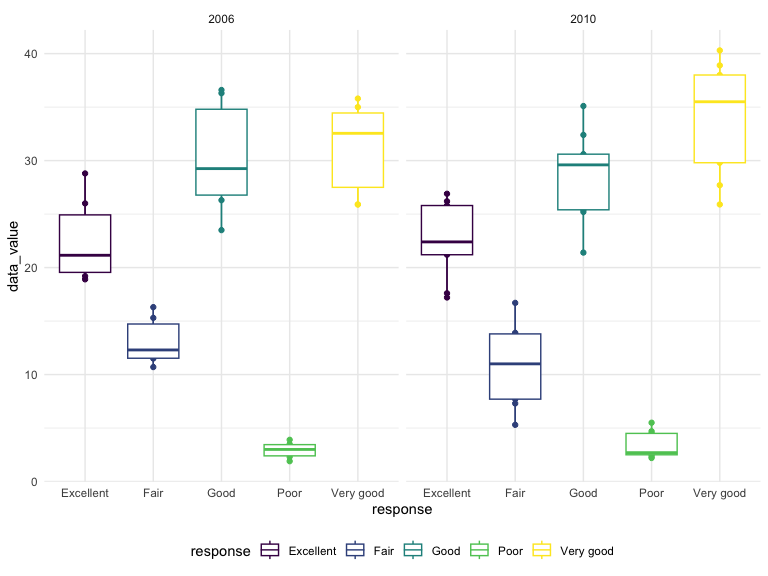 2006 2010
data_value
40
30
20
10
0
Excellent Fair Good Poor Very good Excellent Fair Good Poor Very good
response
response Excellent Fair Good Poor Very good